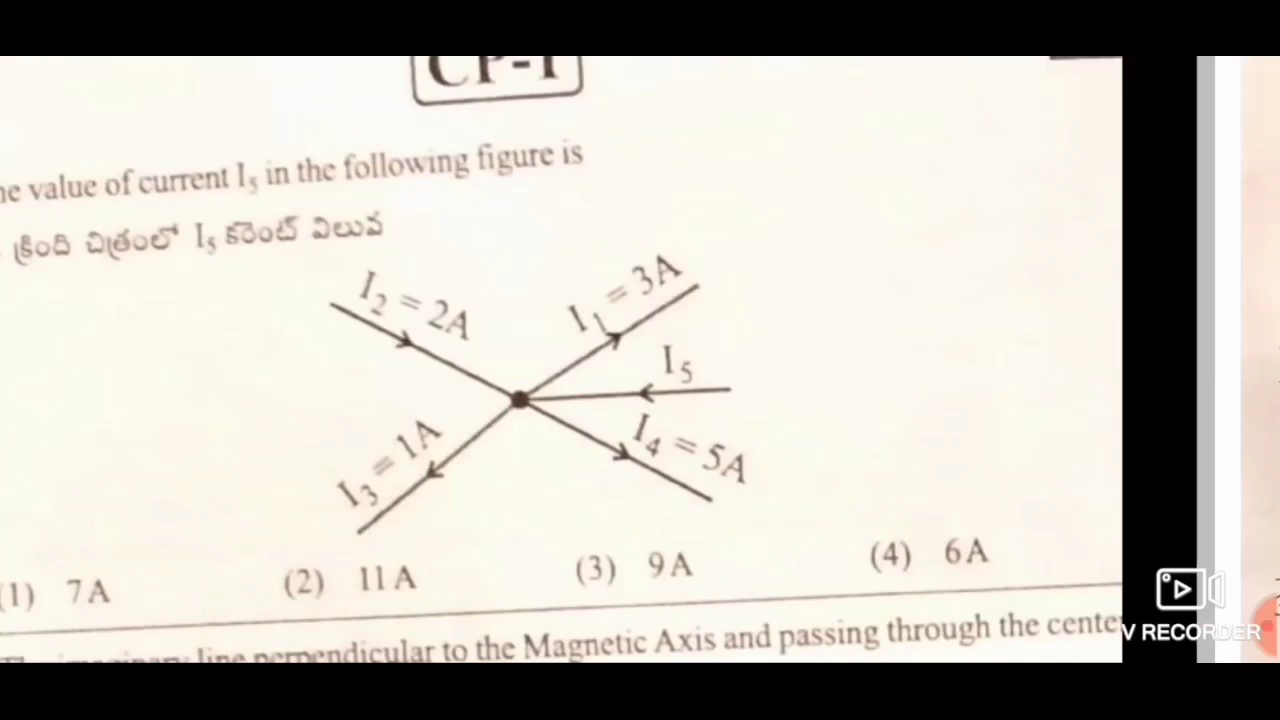 CP-1
value of current I₅ in the following figure is
క్రింది చిత్రంలో I₅ కరెంట్ విలువ
I₂ = 2A
I₁ = 3A
I₅
I₃ = 1A
I₄ = 5A
(1) 7A (2) 11A (3) 9A (4) 6A
line perpendicular to the Magnetic Axis and passing through the
V RECORDER